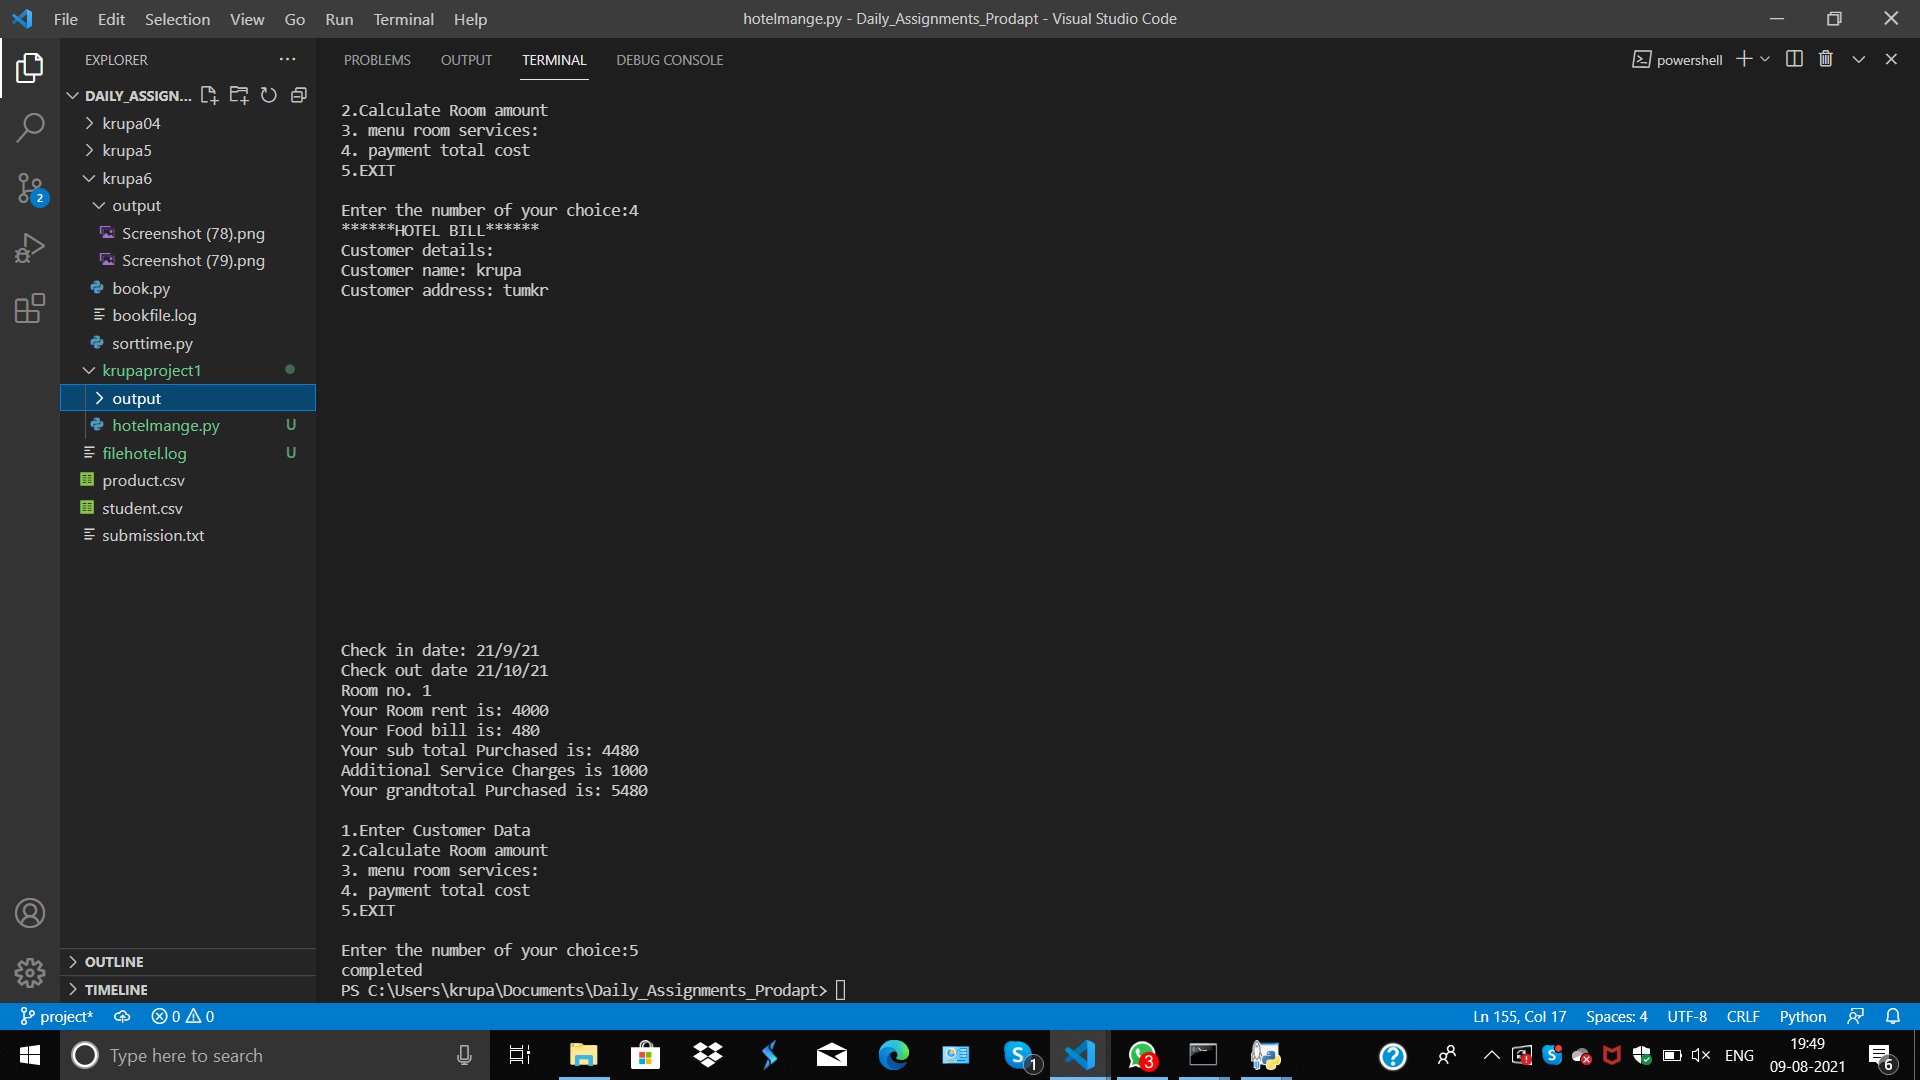 File Edit Selection View Go Run Terminal Help
hotelmange.py - Daily_Assignments_Prodapt - Visual Studio Code
EXPLORER
PROBLEMS OUTPUT TERMINAL DEBUG CONSOLE
powershell
DAILY_ASSIGN...
krupa04
krupa5
krupa6
output
Screenshot (78).png
Screenshot (79).png
book.py
bookfile.log
sorttime.py
krupaproject1
output
hotelmange.py U
filehotel.log U
product.csv
student.csv
submission.txt
OUTLINE
TIMELINE
2.Calculate Room amount
3. menu room services:
4. payment total cost
5.EXIT
Enter the number of your choice:4
******HOTEL BILL******
Customer details:
Customer name: krupa
Customer address: tumkr
Check in date: 21/9/21
Check out date 21/10/21
Room no. 1
Your Room rent is: 4000
Your Food bill is: 480
Your sub total Purchased is: 4480
Additional Service Charges is 1000
Your grandtotal Purchased is: 5480
1.Enter Customer Data
2.Calculate Room amount
3. menu room services:
4. payment total cost
5.EXIT
Enter the number of your choice:5
completed
PS C:\Users\krupa\Documents\Daily_Assignments_Prodapt>
2
project* 0 0
Ln 155, Col 17 Spaces: 4 UTF-8 CRLF Python
Type here to search
1
3
ENG
19:49
09-08-2021
6